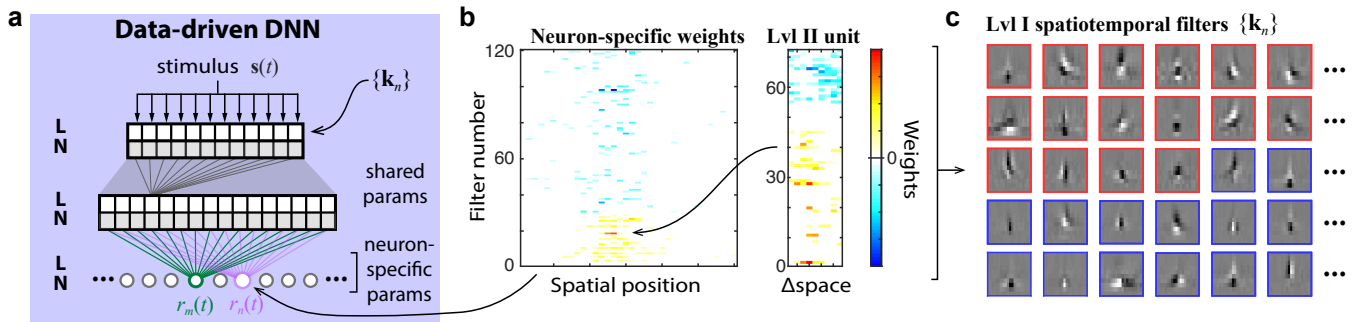 a
Data-driven DNN
stimulus s(t)
{kₙ}
L
N
shared
params
L
N
neuron-
specific
params
L
N
••• •••
rₘ(t) rₙ(t)
b
Neuron-specific weights
Filter number
120
60
0
Spatial position
Lvl II unit
60
30
0
Δspace
Weights
0
c
Lvl I spatiotemporal filters {kₙ}
•••
•••
•••
•••
•••